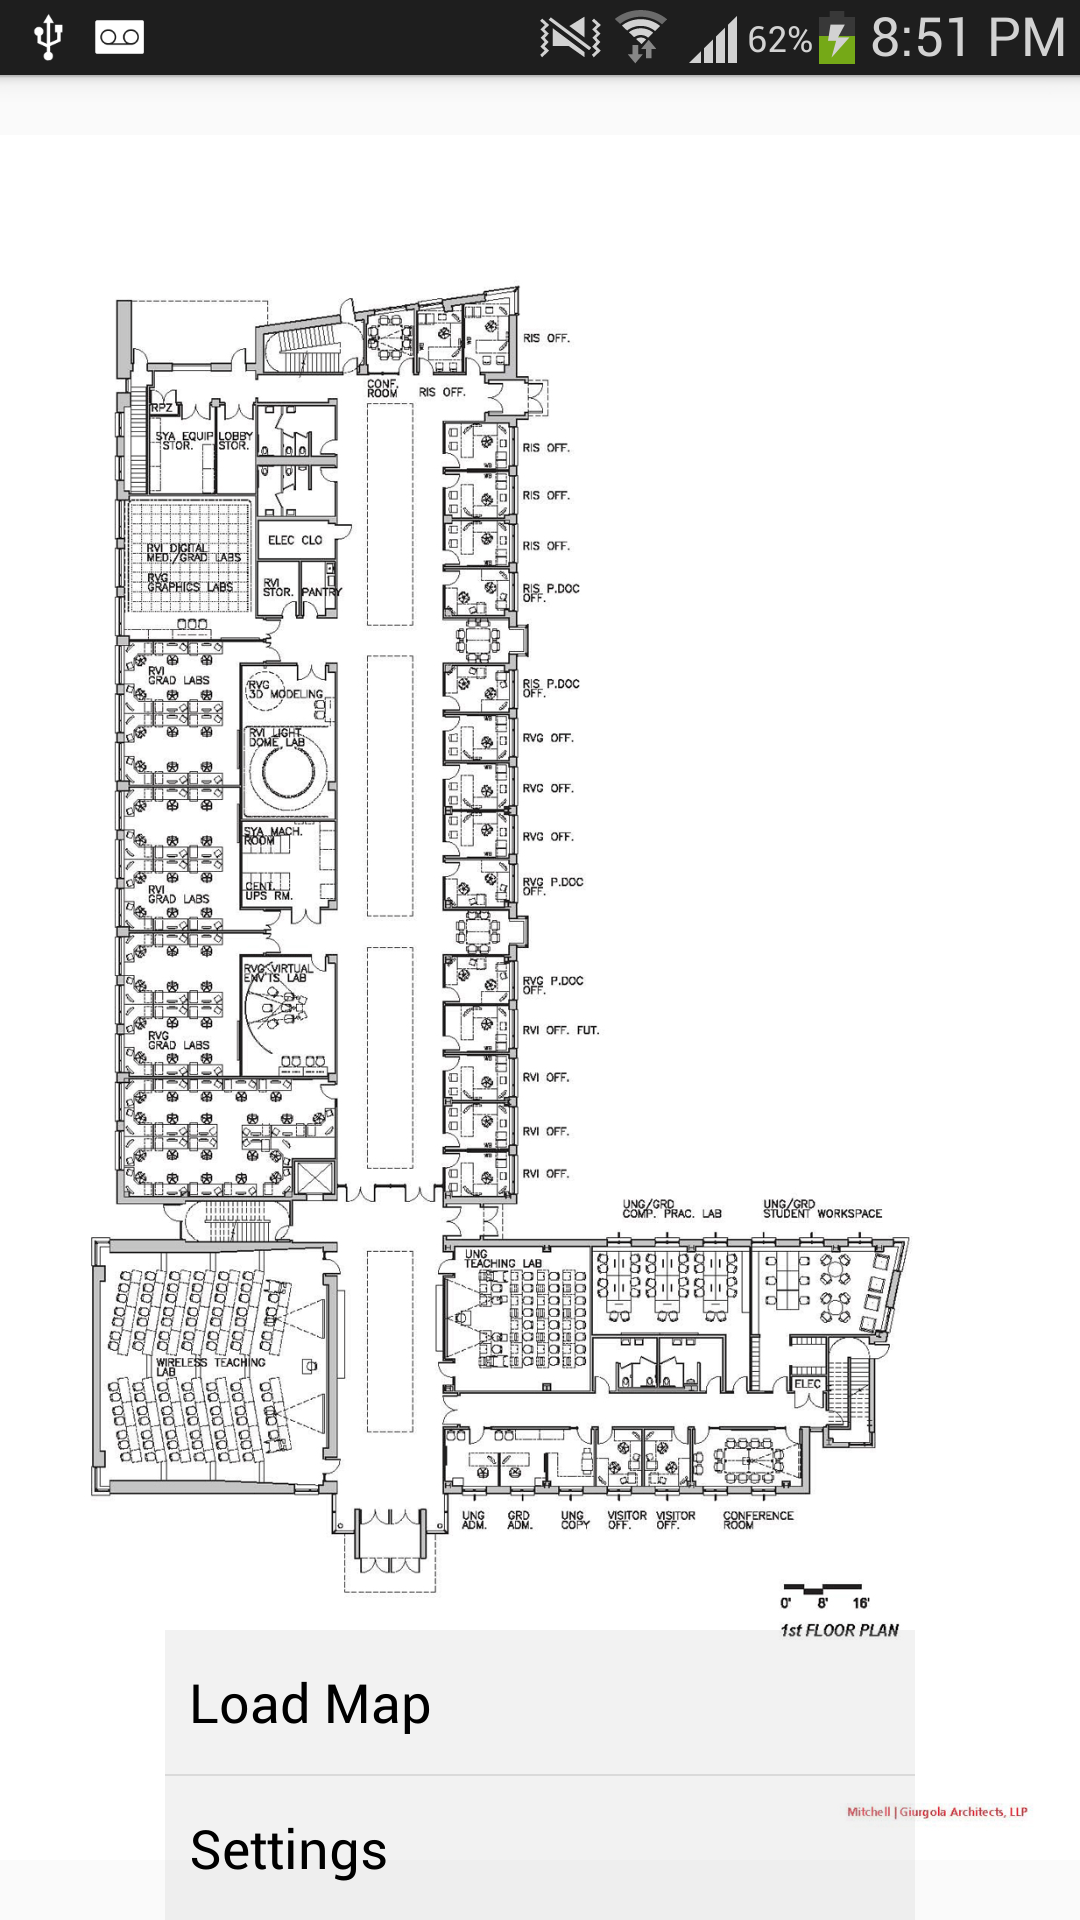 62% 8:51 PM
RIS OFF.
CONF.
ROOM
RIS OFF.
RPZ
SYA EQUIP
STOR.
LOBBY
STOR.
RIS OFF.
RIS OFF.
ELEC CLO
RIS OFF.
RVI DIGITAL
MED./GRAD LABS
RVG
GRAPHICS LABS
RVI
STOR.
PANTRY
RIS P.DOC
OFF.
RVI
GRAD LABS
RVG
3D MODELING
RIS P.DOC
OFF.
RVI LIGHT
DOME LAB
RVG OFF.
RVG OFF.
SYA MACH.
ROOM
RVG OFF.
RVI
GRAD LABS
CENT.
UPS RM.
RVG P.DOC
OFF.
RVG VIRTUAL
ENV'TS LAB
RVG P.DOC
OFF.
RVG
GRAD LABS
RVI OFF. FUT.
RVI OFF.
RVI OFF.
RVI OFF.
UNG/GRD
COMP. PRAC. LAB
UNG/GRD
STUDENT WORKSPACE
UNG
TEACHING LAB
WIRELESS TEACHING
LAB
ELEC
UNG
ADM.
GRD
ADM.
UNG
COPY
VISITOR
OFF.
VISITOR
OFF.
CONFERENCE
ROOM
0' 8' 16'
1st FLOOR PLAN
Load Map
Mitchell | Giurgola Architects, LLP
Settings